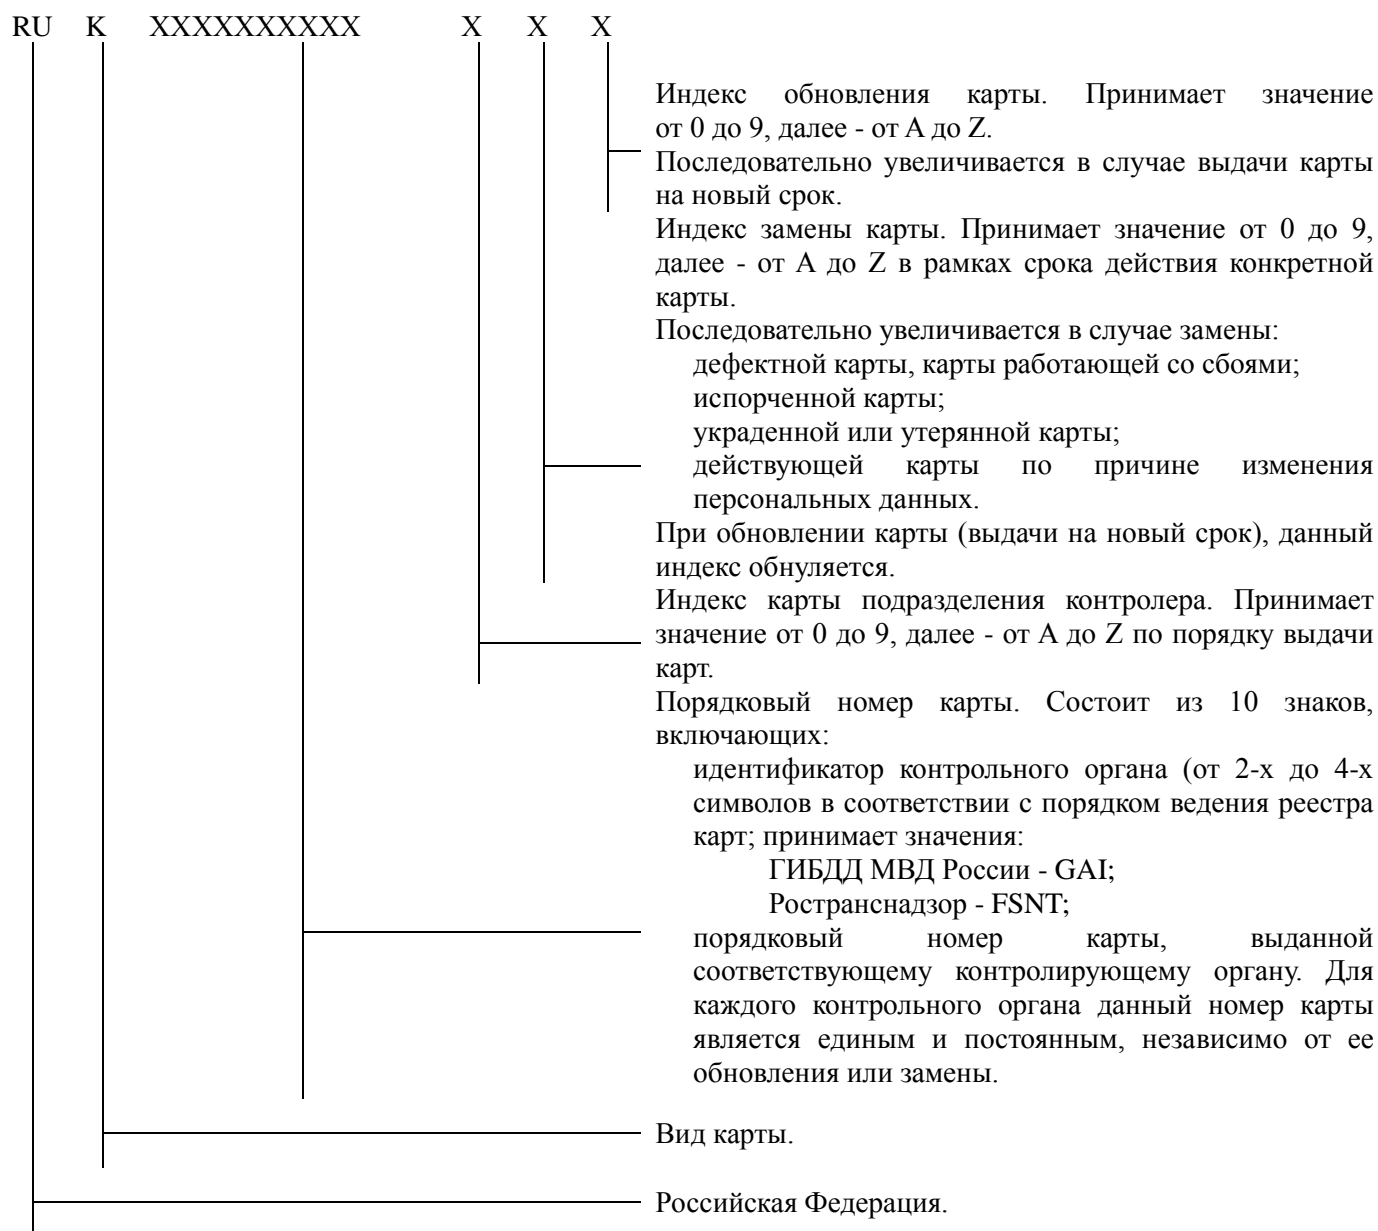 RU K XXXXXXXXXX X X X
Индекс обновления карты. Принимает значение
от 0 до 9, далее - от A до Z.
Последовательно увеличивается в случае выдачи карты
на новый срок.
Индекс замены карты. Принимает значение от 0 до 9,
далее - от A до Z в рамках срока действия конкретной
карты.
Последовательно увеличивается в случае замены:
дефектной карты, карты работающей со сбоями;
испорченной карты;
украденной или утерянной карты;
действующей карты по причине изменения
персональных данных.
При обновлении карты (выдачи на новый срок), данный
индекс обнуляется.
Индекс карты подразделения контролера. Принимает
значение от 0 до 9, далее - от A до Z по порядку выдачи
карт.
Порядковый номер карты. Состоит из 10 знаков,
включающих:
идентификатор контрольного органа (от 2-х до 4-х
символов в соответствии с порядком ведения реестра
карт; принимает значения:
ГИБДД МВД России - GAI;
Ространснадзор - FSNT;
порядковый номер карты, выданной
соответствующему контролирующему органу. Для
каждого контрольного органа данный номер карты
является единым и постоянным, независимо от ее
обновления или замены.
Вид карты.
Российская Федерация.